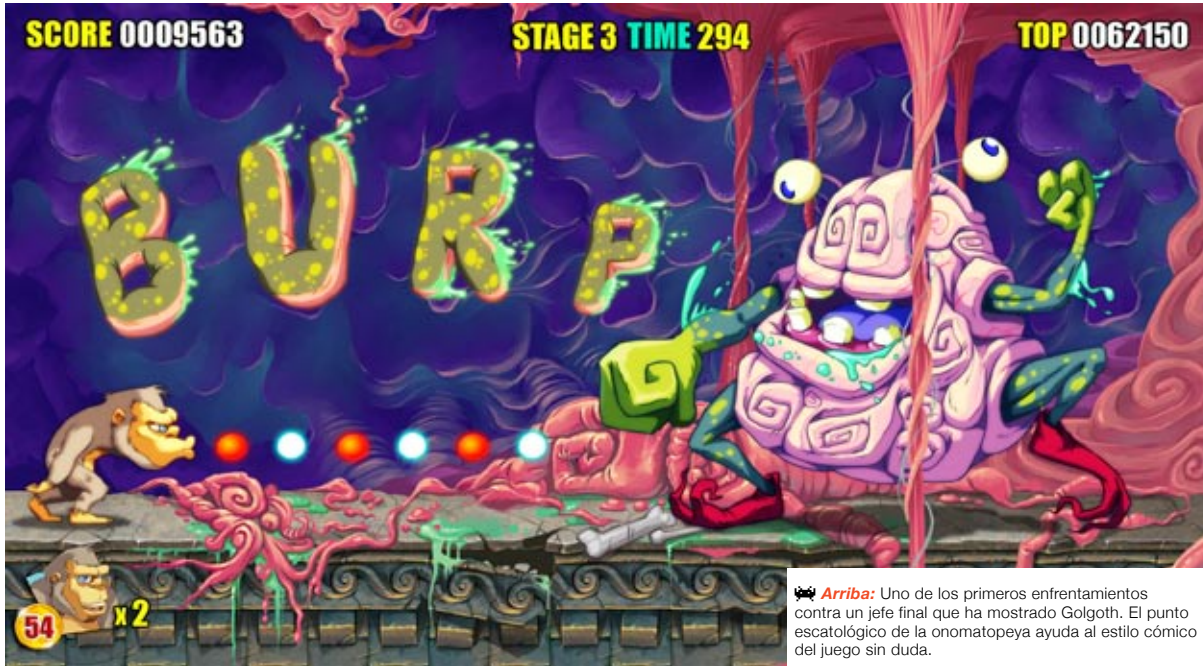 SCORE 0009563 STAGE 3 TIME 294 TOP 0062150
BURP
54 x 2
Arriba: Uno de los primeros enfrentamientos
contra un jefe final que ha mostrado Golgoth. El punto
escatológico de la onomatopeya ayuda al estilo cómico
del juego sin duda.